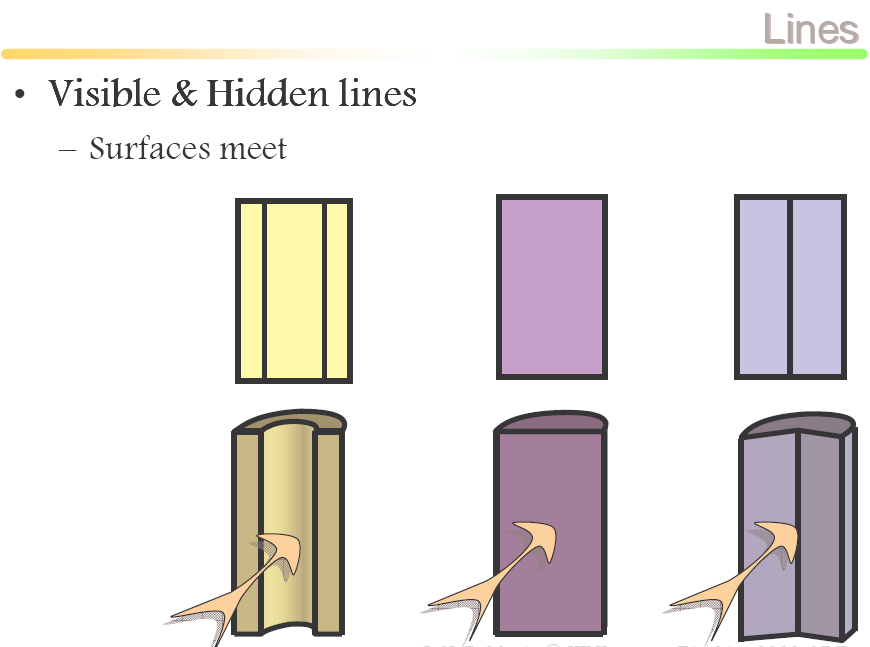 Lines
• Visible & Hidden lines
– Surfaces meet